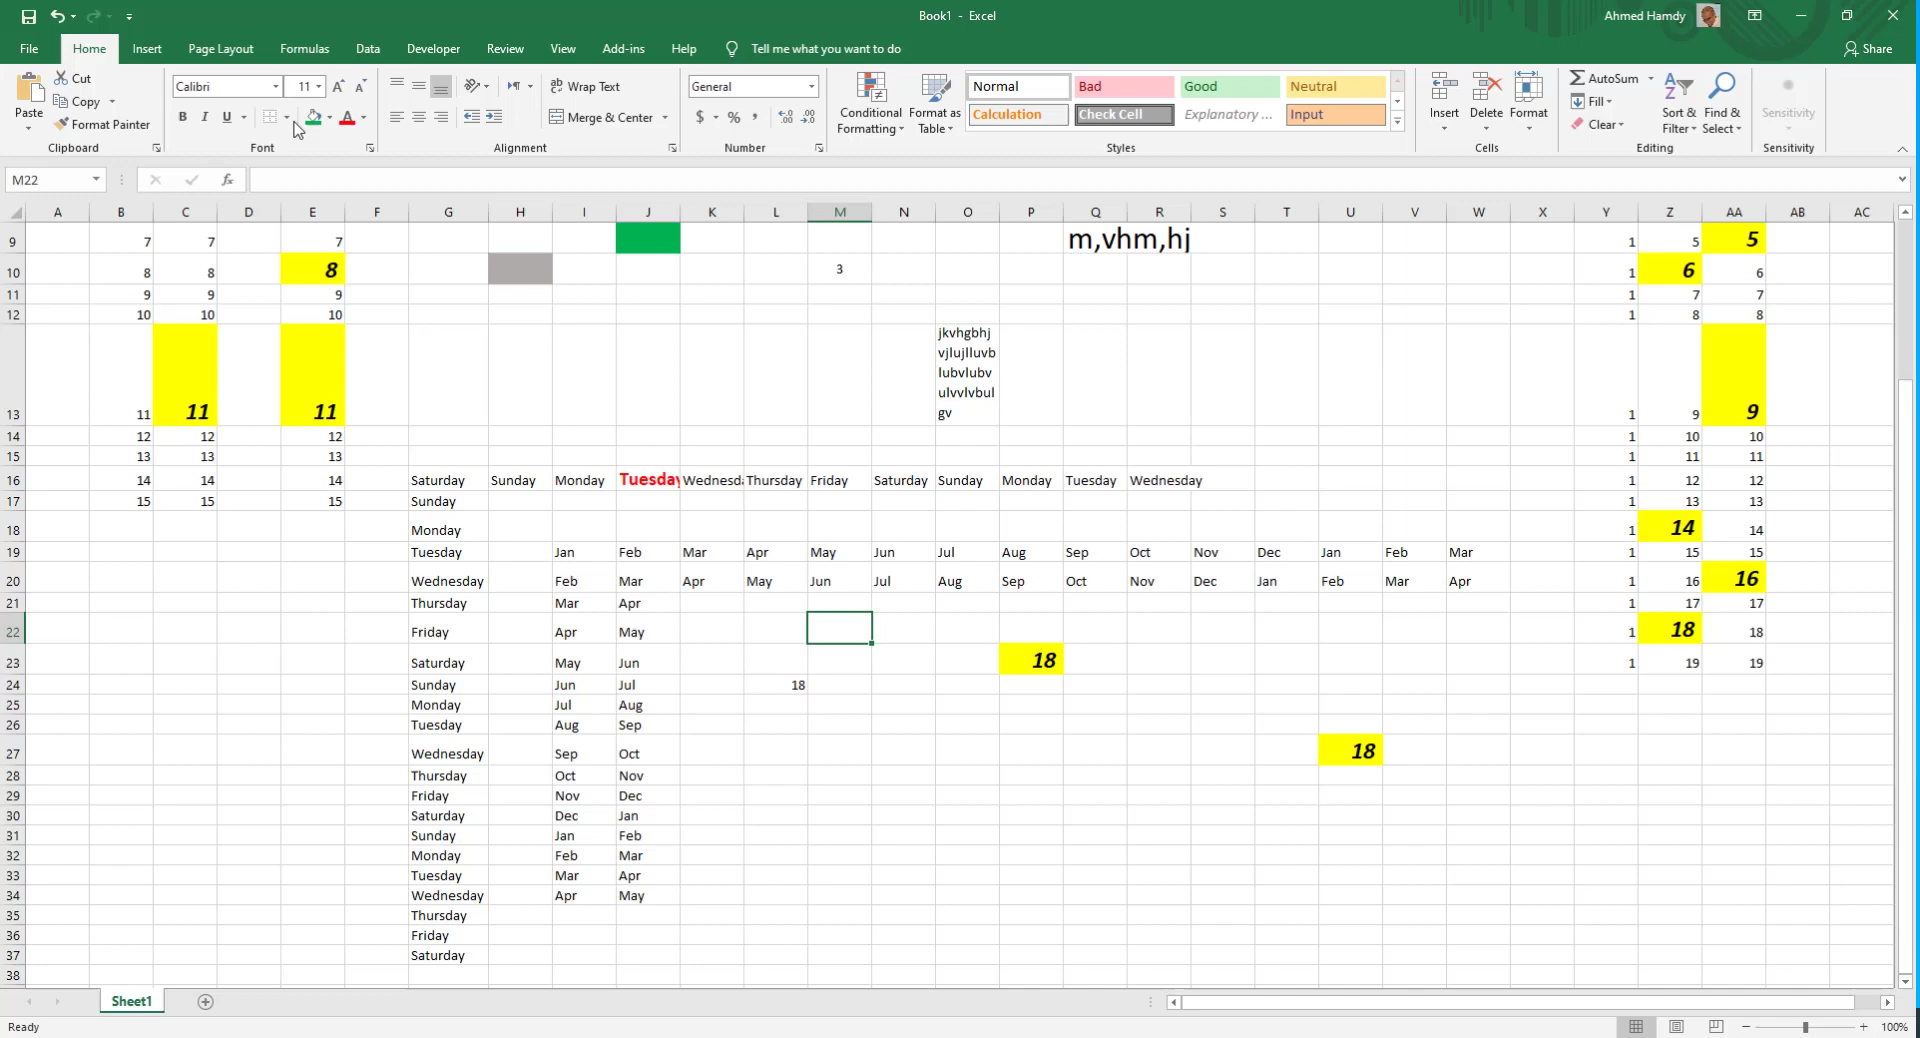 Book1 - Excel
Ahmed Hamdy
File Home Insert Page Layout Formulas Data Developer Review View Add-ins Help Tell me what you want to do Share
Paste Cut Copy Format Painter Clipboard
Calibri 11 B I U Font
Wrap Text Merge & Center Alignment
General $ % , Number
Conditional Formatting Format as Table Normal Bad Good Neutral Calculation Check Cell Explanatory ... Input Styles
Insert Delete Format Cells
AutoSum Fill Clear Sort & Filter Find & Select Editing
Sensitivity Sensitivity
M22 fx
A B C D E F G H I J K L M N O P Q R S T U V W X Y Z AA AB AC
9 7 7 7 m,vhm,hj 1 5 5
10 8 8 8 3 1 6 6
11 9 9 9 1 7 7
12 10 10 10 1 8 8
jkvhgbhj
vjlujlluvb
lubvlubv
ulvvlvbul
gv
13 11 11 11 1 9 9
14 12 12 12 1 10 10
15 13 13 13 1 11 11
16 14 14 14 Saturday Sunday Monday Tuesday Wednesda Thursday Friday Saturday Sunday Monday Tuesday Wednesday 1 12 12
17 15 15 15 Sunday 1 13 13
18 Monday 1 14 14
19 Tuesday Jan Feb Mar Apr May Jun Jul Aug Sep Oct Nov Dec Jan Feb Mar 1 15 15
20 Wednesday Feb Mar Apr May Jun Jul Aug Sep Oct Nov Dec Jan Feb Mar Apr 1 16 16
21 Thursday Mar Apr 1 17 17
22 Friday Apr May 1 18 18
23 Saturday May Jun 18 1 19 19
24 Sunday Jun Jul 18
25 Monday Jul Aug
26 Tuesday Aug Sep
27 Wednesday Sep Oct 18
28 Thursday Oct Nov
29 Friday Nov Dec
30 Saturday Dec Jan
31 Sunday Jan Feb
32 Monday Feb Mar
33 Tuesday Mar Apr
34 Wednesday Apr May
35 Thursday
36 Friday
37 Saturday
38
Sheet1
Ready 100%